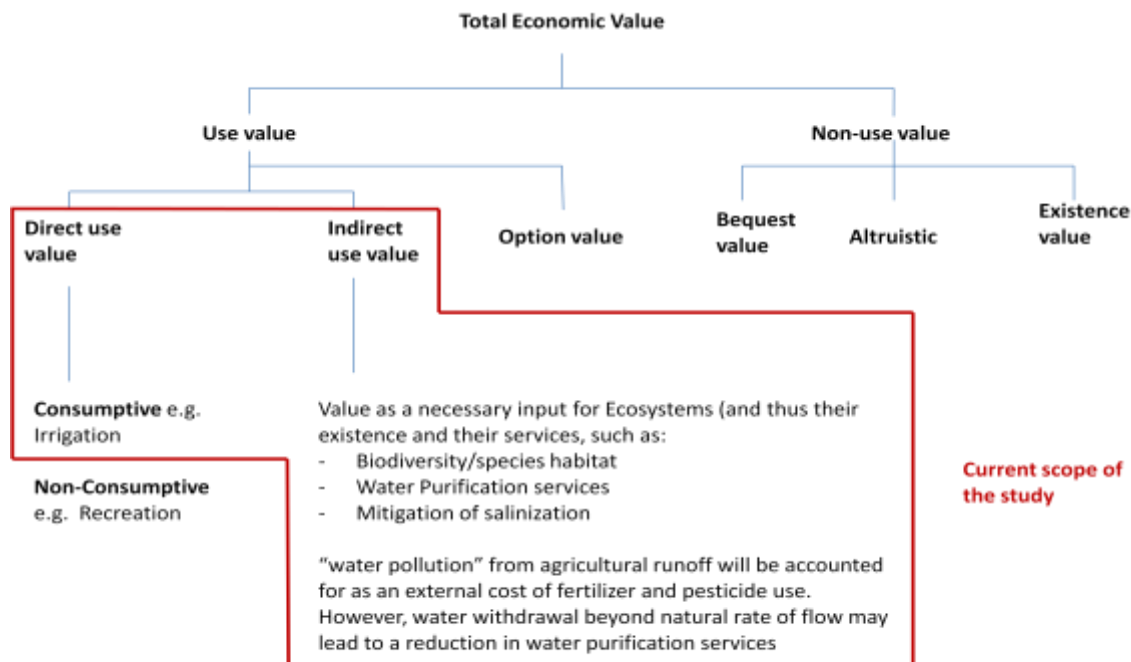 Total Economic Value
Use value
Non-use value
Direct use
value
Indirect
use value
Option value
Bequest
value
Altruistic
Existence
value
Consumptive e.g.
Irrigation
Non-Consumptive
e.g. Recreation
Value as a necessary input for Ecosystems (and thus their
existence and their services, such as:
- Biodiversity/species habitat
- Water Purification services
- Mitigation of salinization
“water pollution” from agricultural runoff will be accounted
for as an external cost of fertilizer and pesticide use.
However, water withdrawal beyond natural rate of flow may
lead to a reduction in water purification services
Current scope of
the study